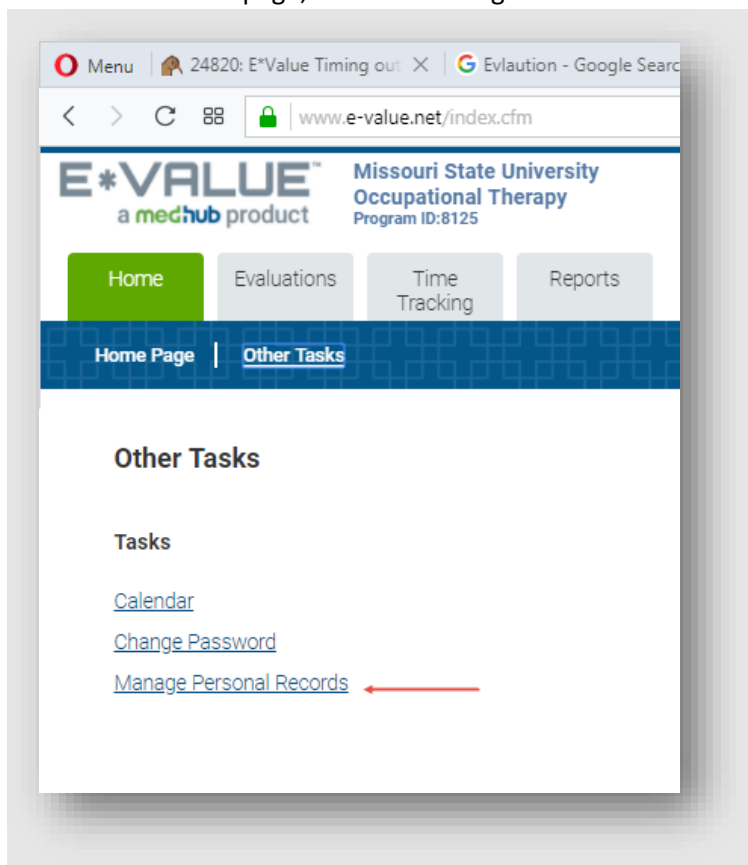 Menu 24820: E*Value Timing out G Evlaution - Google Searc
www.e-value.net/index.cfm
E*VALUE™ Missouri State University
Occupational Therapy
a medhub product Program ID:8125
Home Evaluations Time Tracking Reports
Home Page Other Tasks
Other Tasks
Tasks
Calendar
Change Password
Manage Personal Records